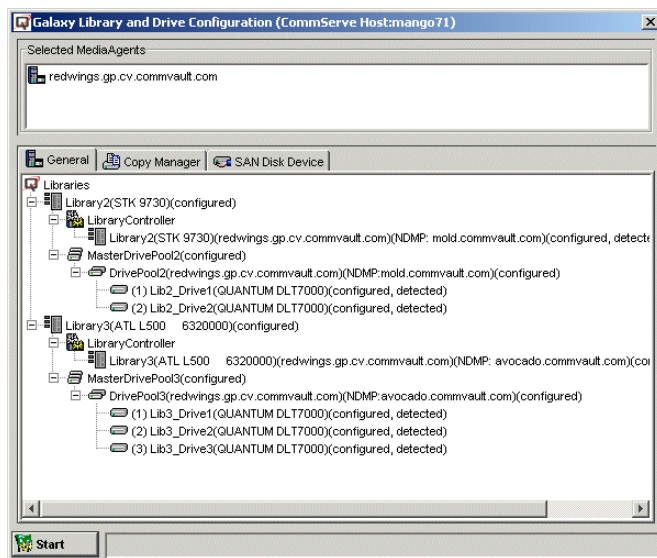 Galaxy Library and Drive Configuration (CommServe Host:mango71)
Selected MediaAgents
redwings.gp.cv.commvault.com
General
Copy Manager
SAN Disk Device
Libraries
Library2(STK 9730)(configured)
LibraryController
Library2(STK 9730)(redwings.gp.cv.commvault.com)(NDMP: mold.commvault.com)(configured, detecte
MasterDrivePool2(configured)
DrivePool2(redwings.gp.cv.commvault.com)(NDMP:mold.commvault.com)(configured)
(1) Lib2_Drive1(QUANTUM DLT7000)(configured, detected)
(2) Lib2_Drive2(QUANTUM DLT7000)(configured, detected)
Library3(ATL L500 6320000)(configured)
LibraryController
Library3(ATL L500 6320000)(redwings.gp.cv.commvault.com)(NDMP: avocado.commvault.com)(co
MasterDrivePool3(configured)
DrivePool3(redwings.gp.cv.commvault.com)(NDMP:avocado.commvault.com)(configured)
(1) Lib3_Drive1(QUANTUM DLT7000)(configured, detected)
(2) Lib3_Drive2(QUANTUM DLT7000)(configured, detected)
(3) Lib3_Drive3(QUANTUM DLT7000)(configured, detected)
Start